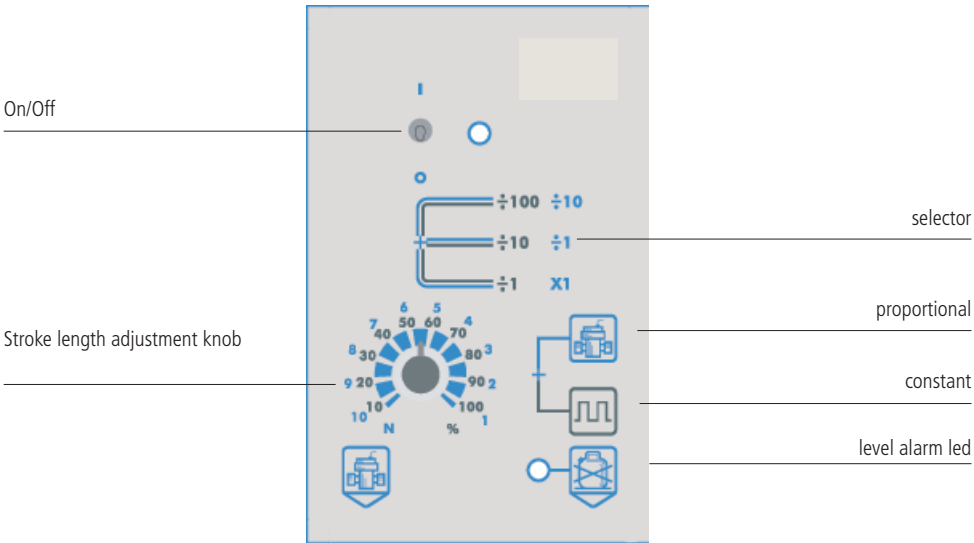 On/Off
I
O
÷100 ÷10
÷10 ÷1
÷1 X1
selector
proportional
constant
level alarm led
Stroke length adjustment knob
6 5
7 50 60 4
40 70
8 30 80 3
9 20 90 2
10 100
10 N % 1